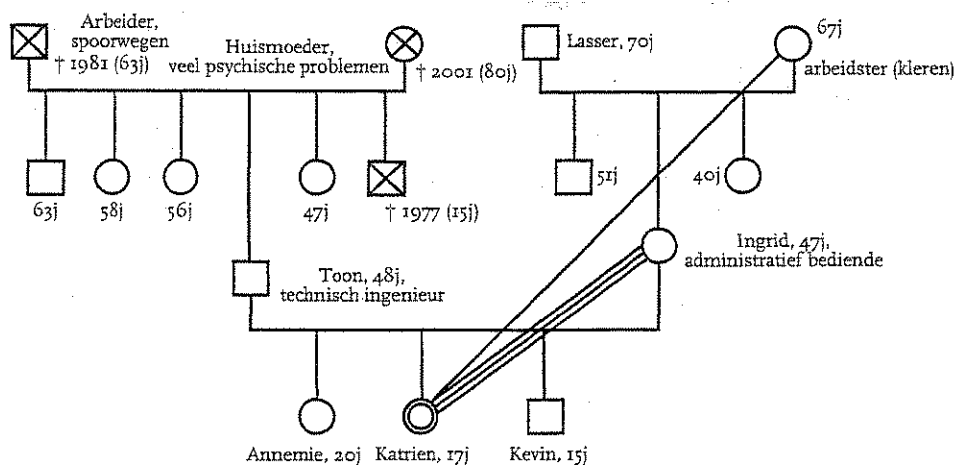 Arbeider,
spoorwegen
† 1981 (63j)
Huismoeder,
veel psychische problemen
† 2001 (80j)
Lasser, 70j
67j
arbeidster (kleren)
63j
58j
56j
47j
† 1977 (15j)
51j
40j
Toon, 48j,
technisch ingenieur
Ingrid, 47j,
administratief bediende
Annemie, 20j
Katrien, 17j
Kevin, 15j